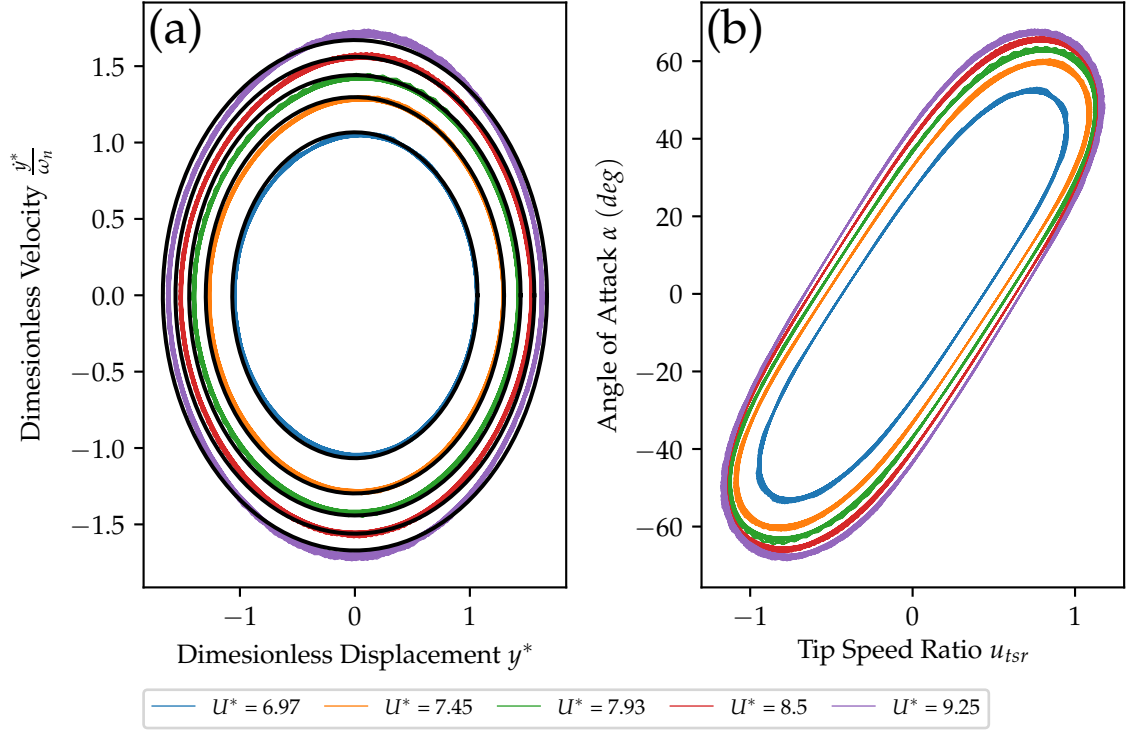 (a)
(b)
Dimesionless Velocity ẏ*/ωₙ
1.5
1.0
0.5
0.0
−0.5
−1.0
−1.5
−1
0
1
Dimesionless Displacement y*
Angle of Attack α (deg)
60
40
20
0
−20
−40
−60
−1
0
1
Tip Speed Ratio u_{tsr}
U* = 6.97
U* = 7.45
U* = 7.93
U* = 8.5
U* = 9.25